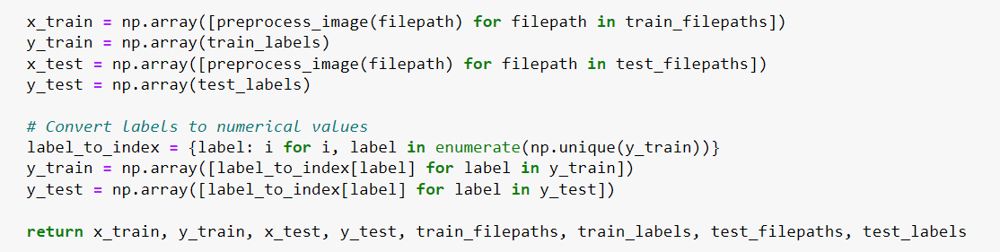 x_train = np.array([preprocess_image(filepath) for filepath in train_filepaths])
y_train = np.array(train_labels)
x_test = np.array([preprocess_image(filepath) for filepath in test_filepaths])
y_test = np.array(test_labels)
# Convert labels to numerical values
label_to_index = {label: i for i, label in enumerate(np.unique(y_train))}
y_train = np.array([label_to_index[label] for label in y_train])
y_test = np.array([label_to_index[label] for label in y_test])
return x_train, y_train, x_test, y_test, train_filepaths, train_labels, test_filepaths, test_labels